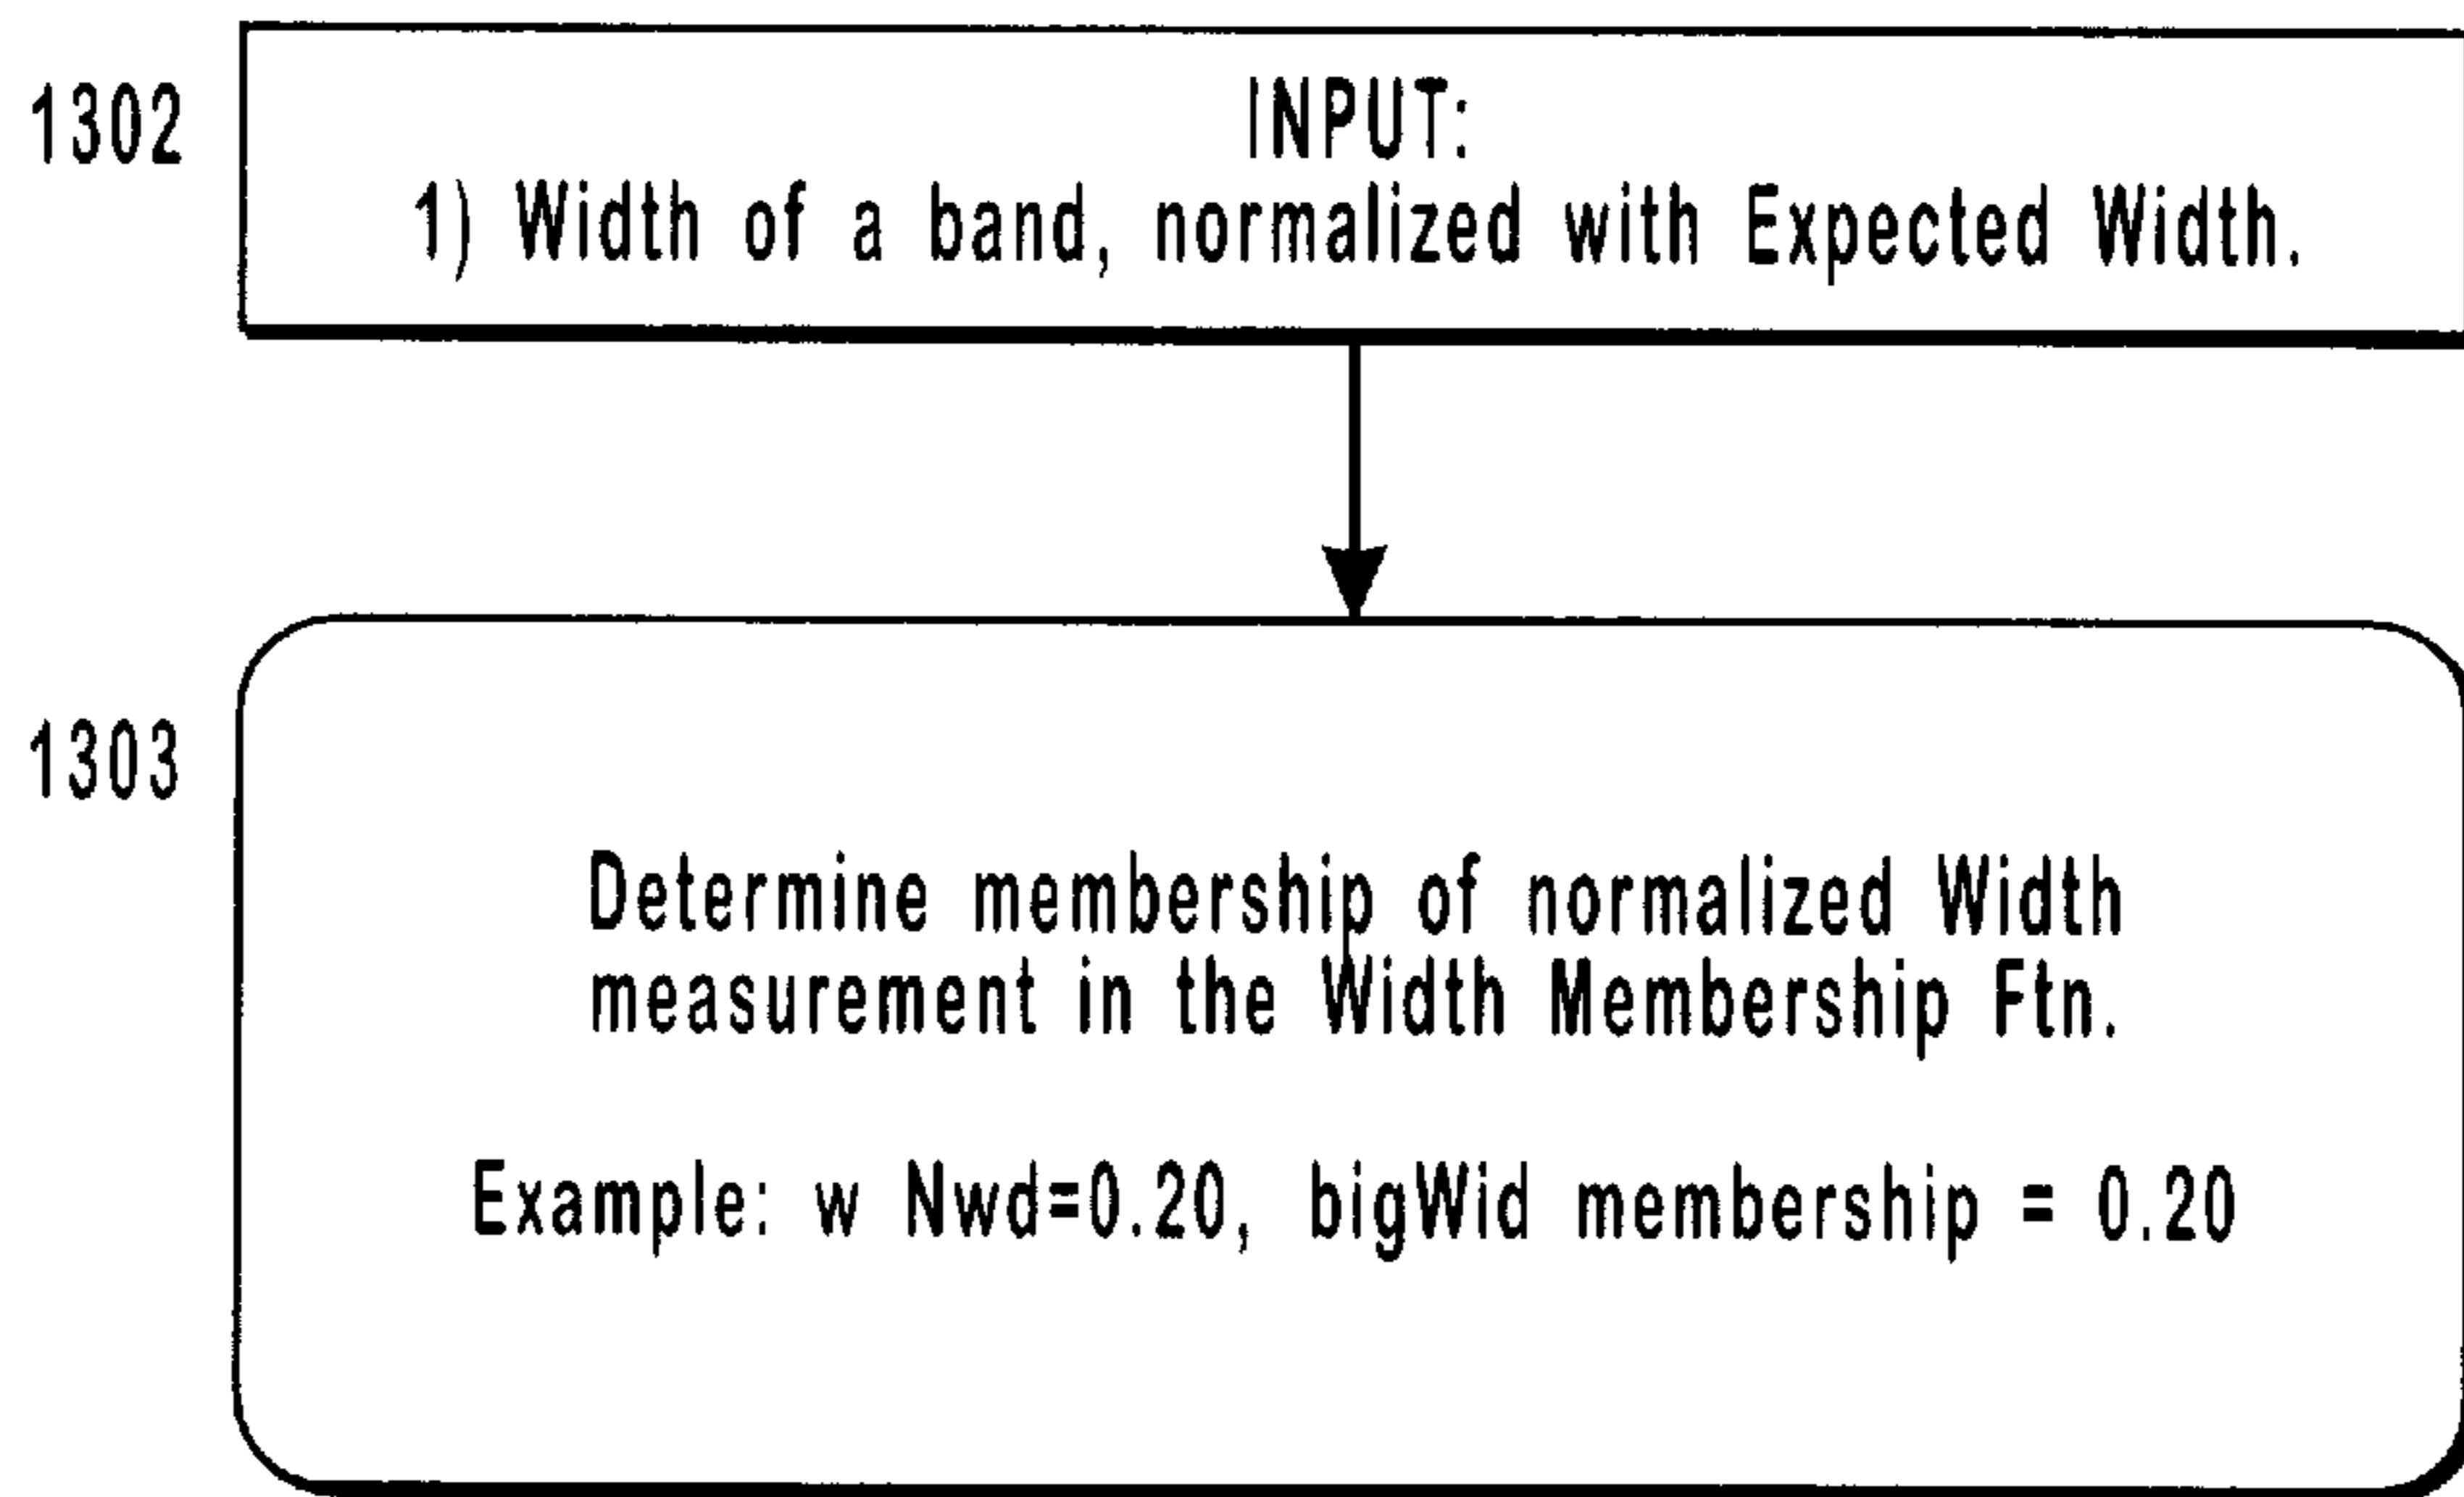 1302
INPUT:
1) Width of a band, normalized with Expected Width.
1303
Determine membership of normalized Width
measurement in the Width Membership Ftn.
Example: w Nwd=0.20, bigWid membership = 0.20